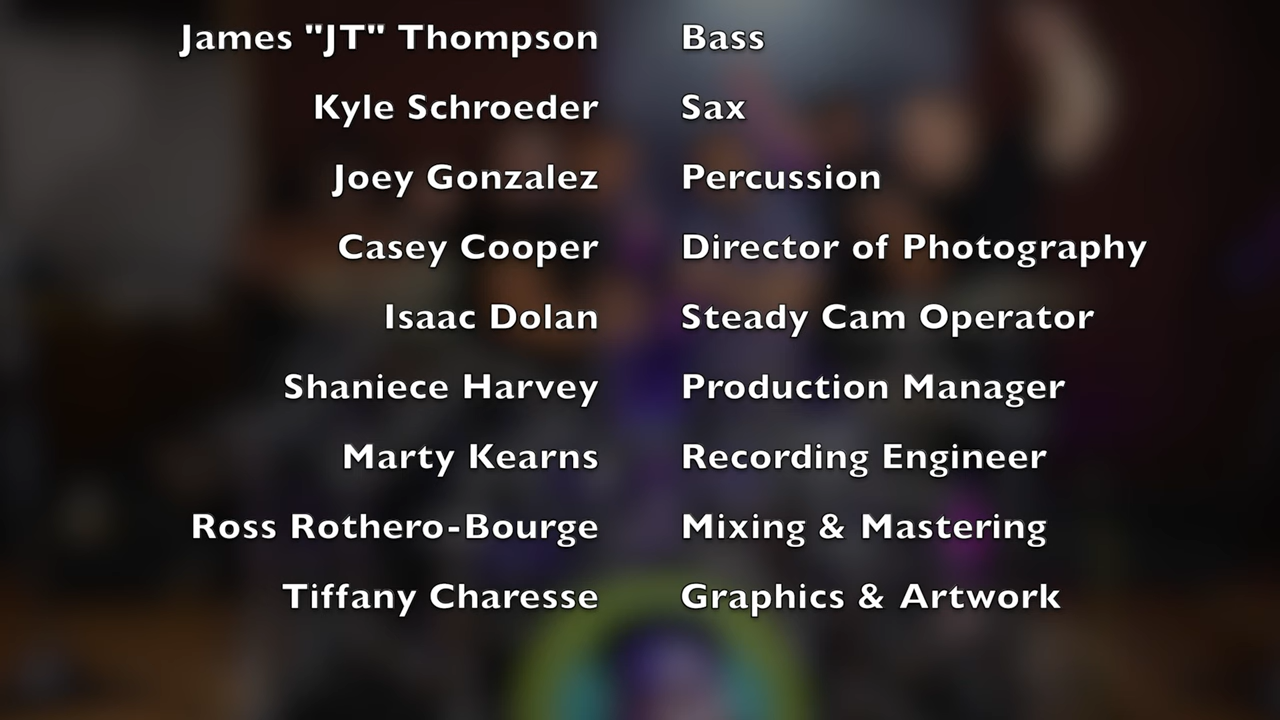 James "JT" Thompson Bass
Kyle Schroeder Sax
Joey Gonzalez Percussion
Casey Cooper Director of Photography
Isaac Dolan Steady Cam Operator
Shaniece Harvey Production Manager
Marty Kearns Recording Engineer
Ross Rothero-Bourge Mixing & Mastering
Tiffany Charesse Graphics & Artwork